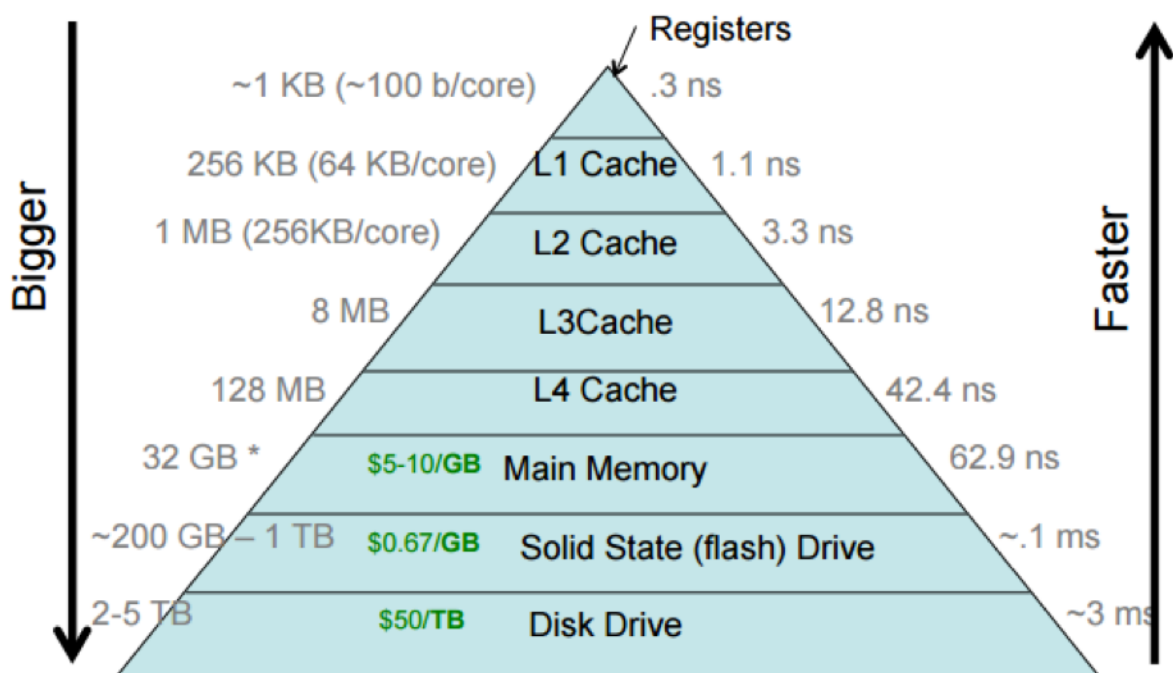 Registers
~1 KB (~100 b/core) .3 ns
256 KB (64 KB/core) L1 Cache 1.1 ns
1 MB (256KB/core) L2 Cache 3.3 ns
8 MB L3Cache 12.8 ns
128 MB L4 Cache 42.4 ns
32 GB * $5-10/GB Main Memory 62.9 ns
~200 GB – 1 TB $0.67/GB Solid State (flash) Drive ~.1 ms
2-5 TB $50/TB Disk Drive ~3 ms
Bigger
Faster